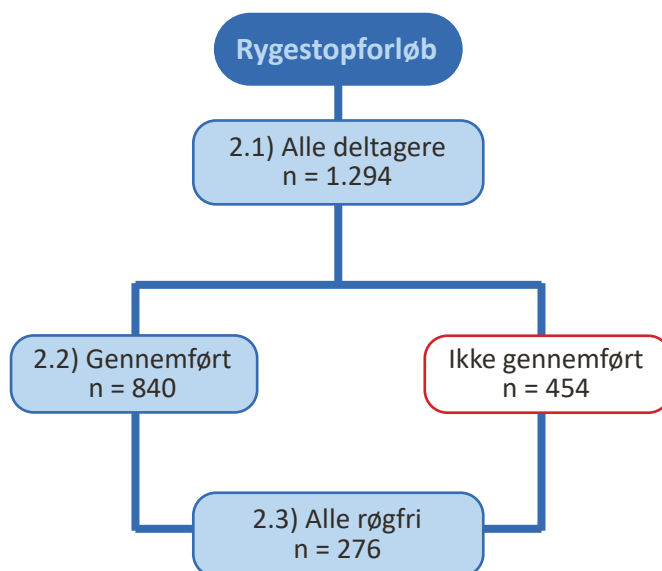 Rygestopforløb
2.1) Alle deltagere
n = 1.294
2.2) Gennemført
n = 840
Ikke gennemført
n = 454
2.3) Alle røgfri
n = 276